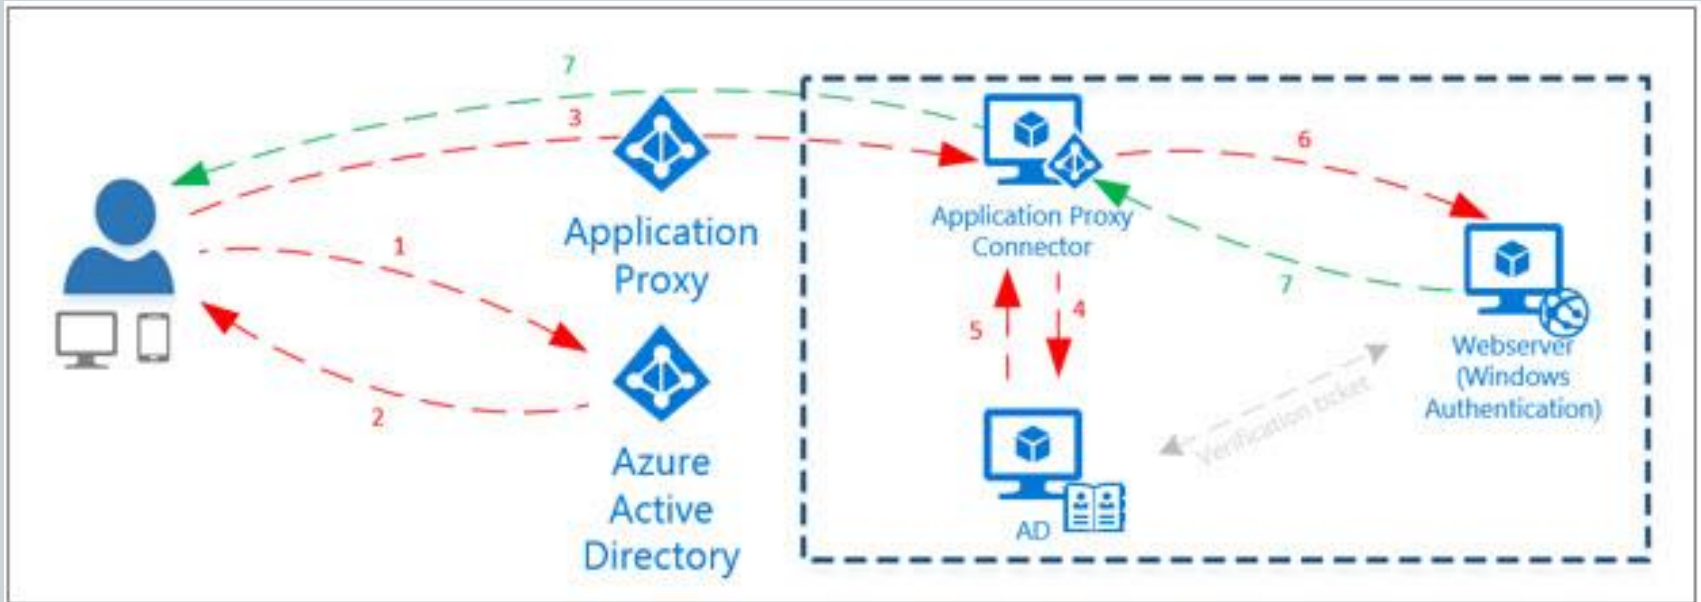 7
3
6
1
Application
Proxy
Application Proxy
Connector
7
5
4
2
Webserver
(Windows
Authentication)
Verification ticket
Azure
Active
Directory
AD